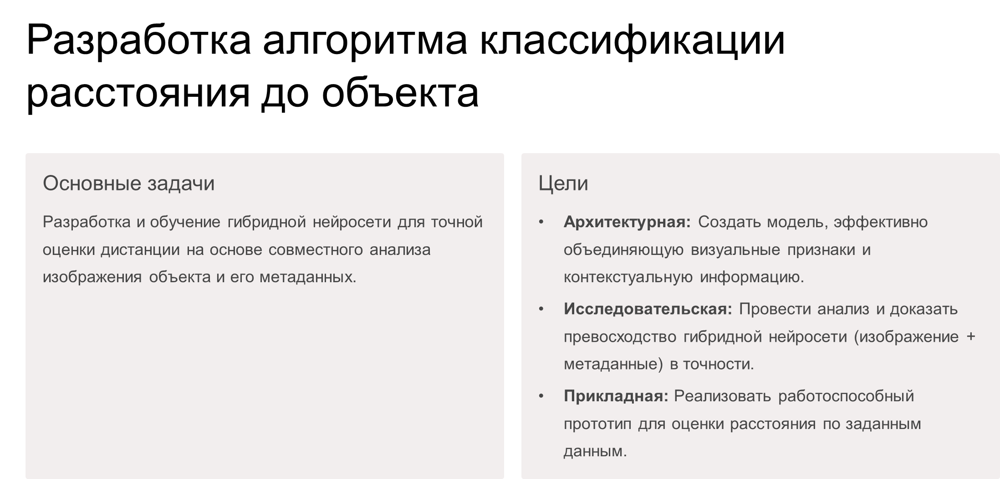 Разработка алгоритма классификации
расстояния до объекта
Основные задачи
Разработка и обучение гибридной нейросети для точной
оценки дистанции на основе совместного анализа
изображения объекта и его метаданных.
Цели
• Архитектурная: Создать модель, эффективно
объединяющую визуальные признаки и
контекстуальную информацию.
• Исследовательская: Провести анализ и доказать
превосходство гибридной нейросети (изображение +
метаданные) в точности.
• Прикладная: Реализовать работоспособный
прототип для оценки расстояния по заданным
данным.